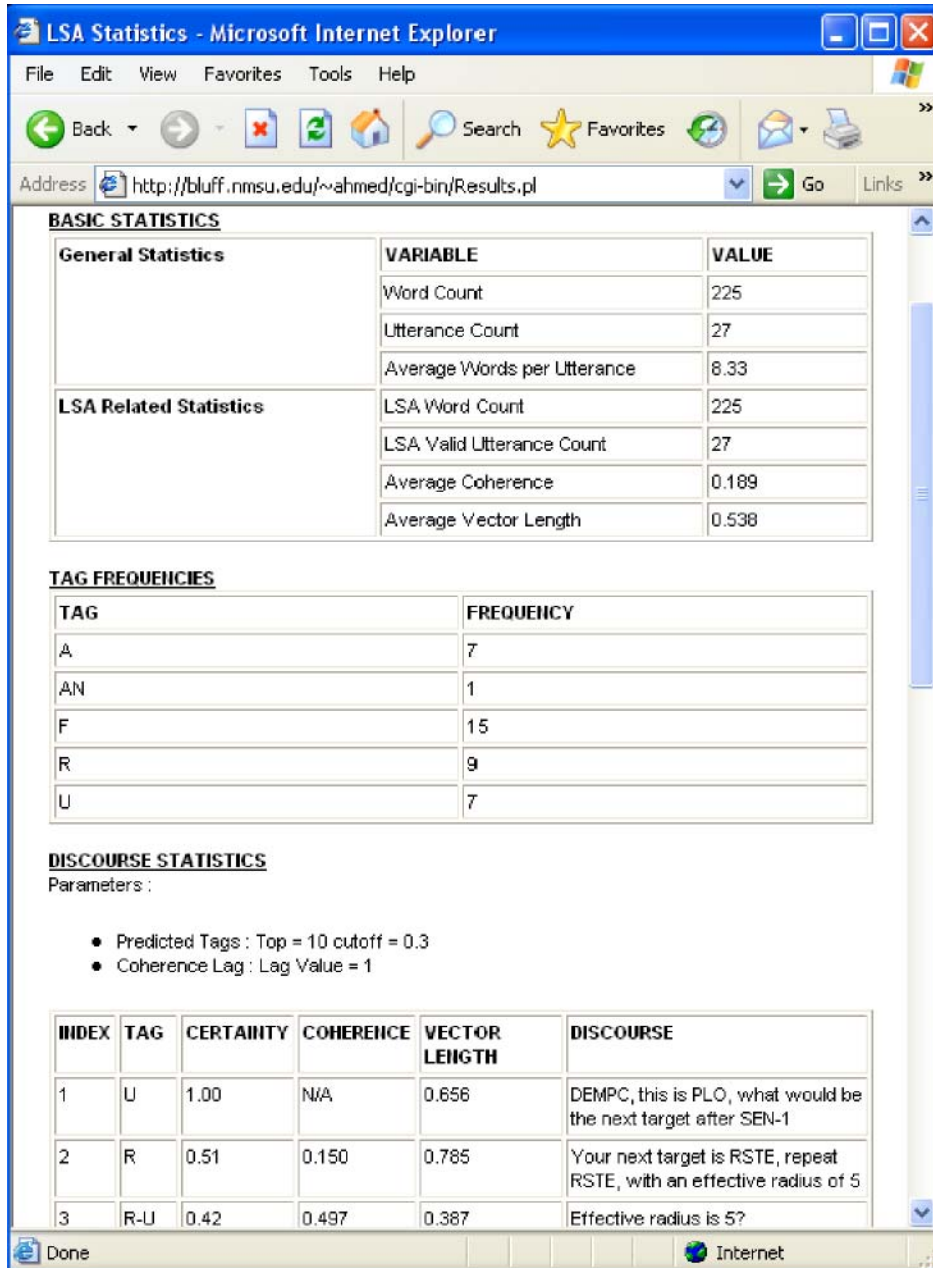 LSA Statistics - Microsoft Internet Explorer
File Edit View Favorites Tools Help
Back Search Favorites
Address http://bluff.nmsu.edu/~ahmed/cgi-bin/Results.pl Go Links
BASIC STATISTICS
General Statistics VARIABLE VALUE
Word Count 225
Utterance Count 27
Average Words per Utterance 8.33
LSA Related Statistics LSA Word Count 225
LSA Valid Utterance Count 27
Average Coherence 0.189
Average Vector Length 0.538
TAG FREQUENCIES
TAG FREQUENCY
A 7
AN 1
F 15
R 9
U 7
DISCOURSE STATISTICS
Parameters :
● Predicted Tags : Top = 10 cutoff = 0.3
● Coherence Lag : Lag Value = 1
INDEX TAG CERTAINTY COHERENCE VECTOR LENGTH DISCOURSE
1 U 1.00 N/A 0.656 DEMPC, this is PLO, what would be
the next target after SEN-1
2 R 0.51 0.150 0.785 Your next target is RSTE, repeat
RSTE, with an effective radius of 5
3 R-U 0.42 0.497 0.387 Effective radius is 5?
Done Internet